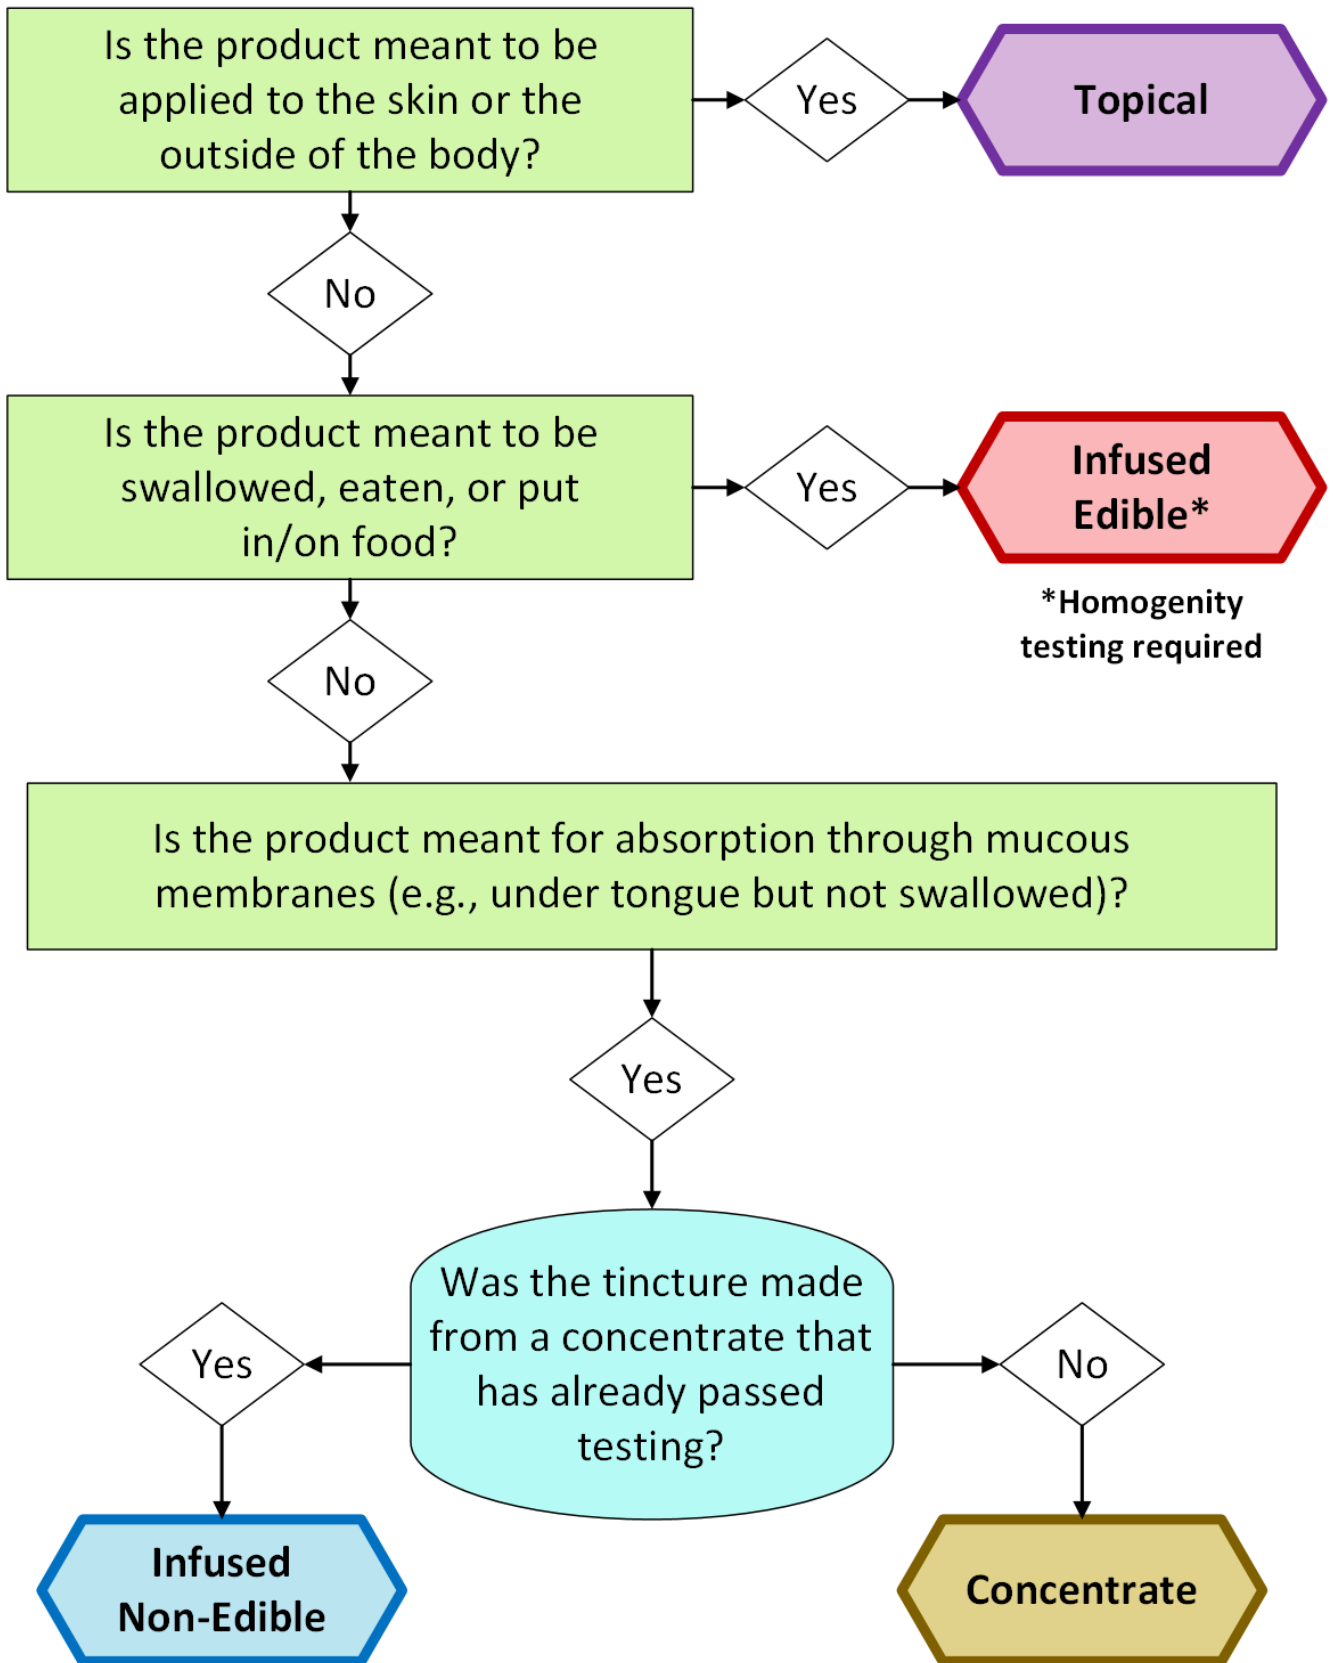 Is the product meant to be
applied to the skin or the
outside of the body?
Yes
Topical
No
Is the product meant to be
swallowed, eaten, or put
in/on food?
Yes
Infused
Edible*
*Homogenity
testing required
No
Is the product meant for absorption through mucous
membranes (e.g., under tongue but not swallowed)?
Yes
Was the tincture made
from a concentrate that
has already passed
testing?
Yes
No
Infused
Non-Edible
Concentrate